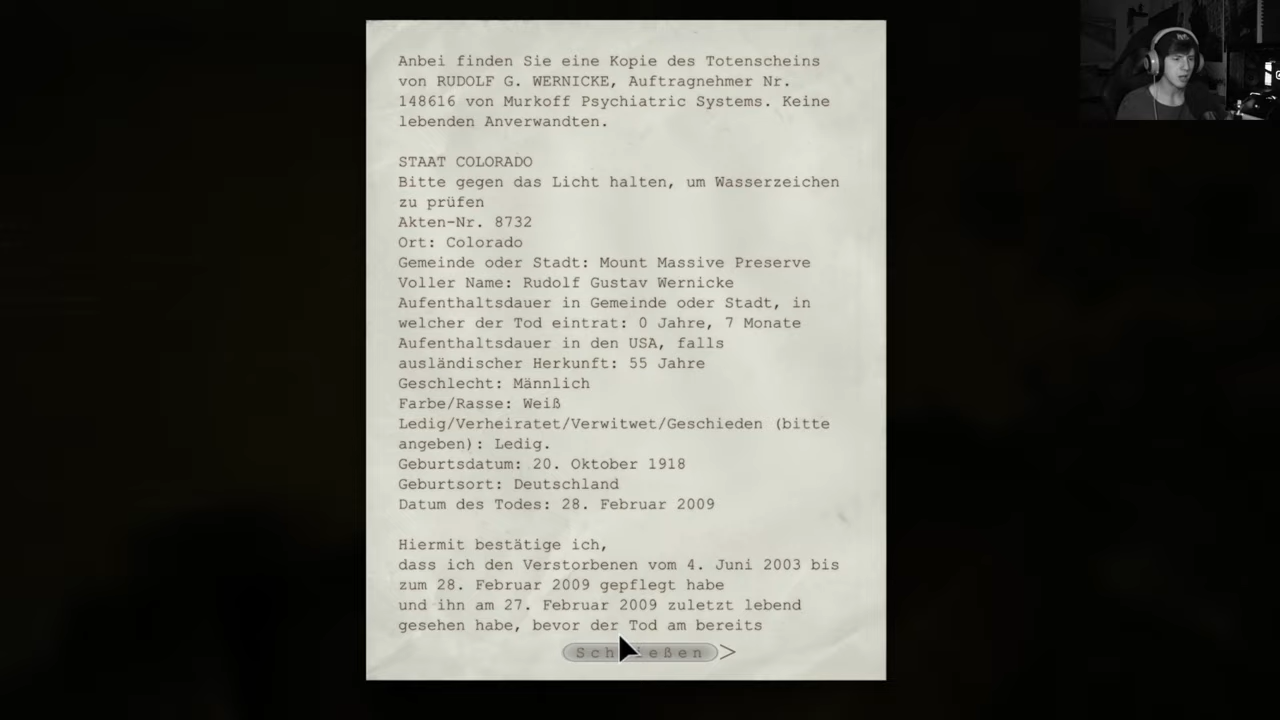 Anbei finden Sie eine Kopie des Totenscheins
von RUDOLF G. WERNICKE, Auftragnehmer Nr.
148616 von Murkoff Psychiatric Systems. Keine
lebenden Anverwandten.
STAAT COLORADO
Bitte gegen das Licht halten, um Wasserzeichen
zu prüfen
Akten-Nr. 8732
Ort: Colorado
Gemeinde oder Stadt: Mount Massive Preserve
Voller Name: Rudolf Gustav Wernicke
Aufenthaltsdauer in Gemeinde oder Stadt, in
welcher der Tod eintrat: 0 Jahre, 7 Monate
Aufenthaltsdauer in den USA, falls
ausländischer Herkunft: 55 Jahre
Geschlecht: Männlich
Farbe/Rasse: Weiß
Ledig/Verheiratet/Verwitwet/Geschieden (bitte
angeben): Ledig.
Geburtsdatum: 20. Oktober 1918
Geburtsort: Deutschland
Datum des Todes: 28. Februar 2009
Hiermit bestätige ich,
dass ich den Verstorbenen vom 4. Juni 2003 bis
zum 28. Februar 2009 gepflegt habe
und ihn am 27. Februar 2009 zuletzt lebend
gesehen habe, bevor der Tod am bereits
Schließen >